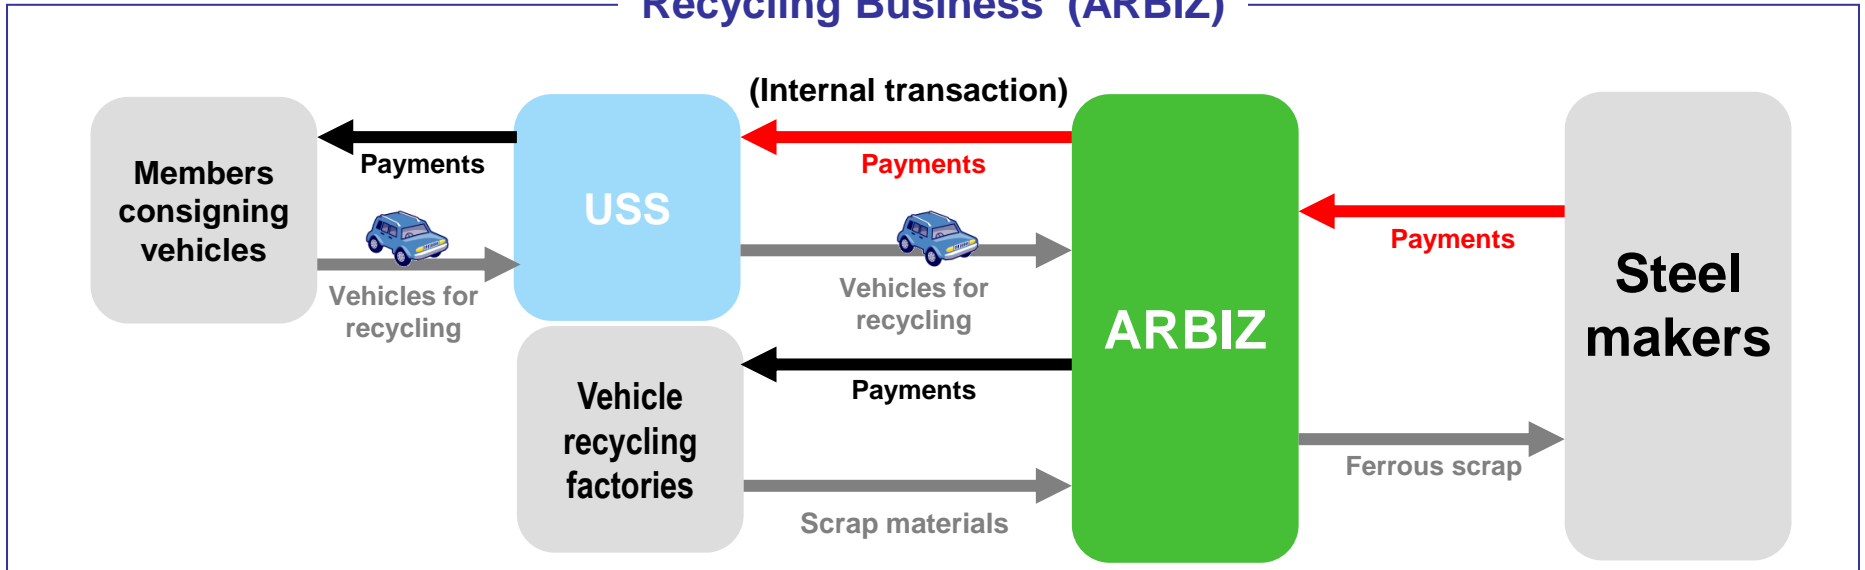 Recycling Business (ARBIZ)
(Internal transaction)
Members
consigning
vehicles
Payments
Vehicles for
recycling
USS
Payments
Vehicles for
recycling
Vehicle
recycling
factories
Payments
Scrap materials
ARBIZ
Payments
Ferrous scrap
Steel
makers